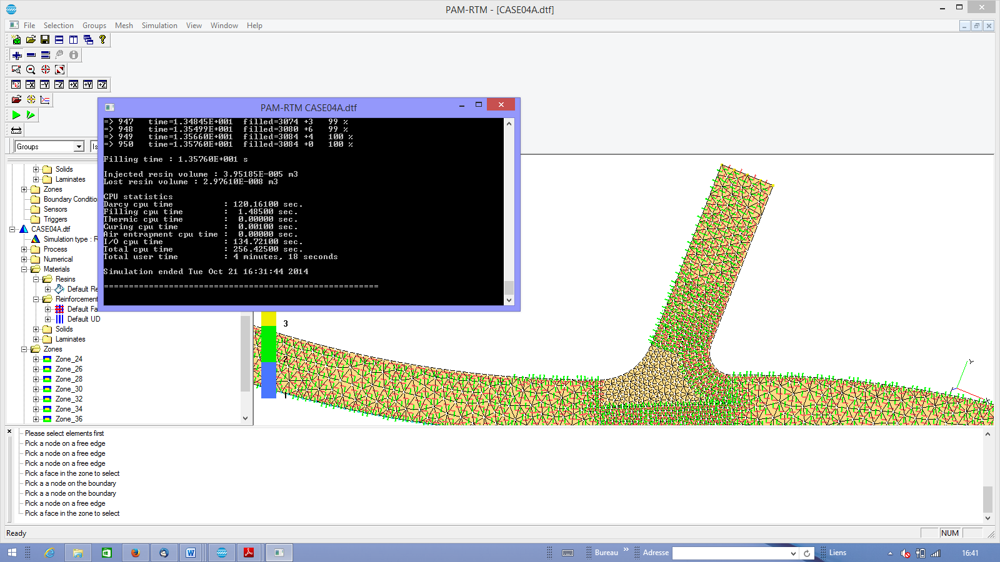 PAM-RTM - [CASE04A.dtf]
File Selection Groups Mesh Simulation View Window Help
-X -Y -Z +X +Y +Z
Groups
PAM-RTM CASE04A.dtf
=> 947 time=1.34845E+001 filled=3074 +3 99 %
=> 948 time=1.35499E+001 filled=3080 +6 99 %
=> 949 time=1.35660E+001 filled=3084 +4 100 %
=> 950 time=1.35760E+001 filled=3084 +0 100 %
Filling time : 1.35760E+001 s
Injected resin volume : 3.95185E-005 m3
Lost resin volume : 2.97610E-008 m3
CPU statistics
Darcy cpu time : 120.16100 sec.
Filling cpu time : 1.48500 sec.
Thermic cpu time : 0.00000 sec.
Curing cpu time : 0.00100 sec.
Air entrapment cpu time : 0.00000 sec.
I/O cpu time : 134.72100 sec.
Total cpu time : 256.42500 sec.
Total user time : 4 minutes, 18 seconds
Simulation ended Tue Oct 21 16:31:44 2014
=======================================================
Solids
Laminates
Zones
Boundary Conditio
Sensors
Triggers
CASE04A.dtf
Simulation type : R
Process
Numerical
Materials
Resins
Default Re
Reinforcement
Default Fa
Default UD
Solids
Laminates
Zones
Zone_24
Zone_26
Zone_28
Zone_30
Zone_32
Zone_34
Zone_36
3
2
1
Y
Please select elements first
Pick a node on a free edge
Pick a node on a free edge
Pick a node on a free edge
Pick a face in the zone to select
Pick a a node on the boundary
Pick a a node on the boundary
Pick a node on a free edge
Pick a face in the zone to select
Ready
NUM
Bureau
Adresse
Liens
16:41